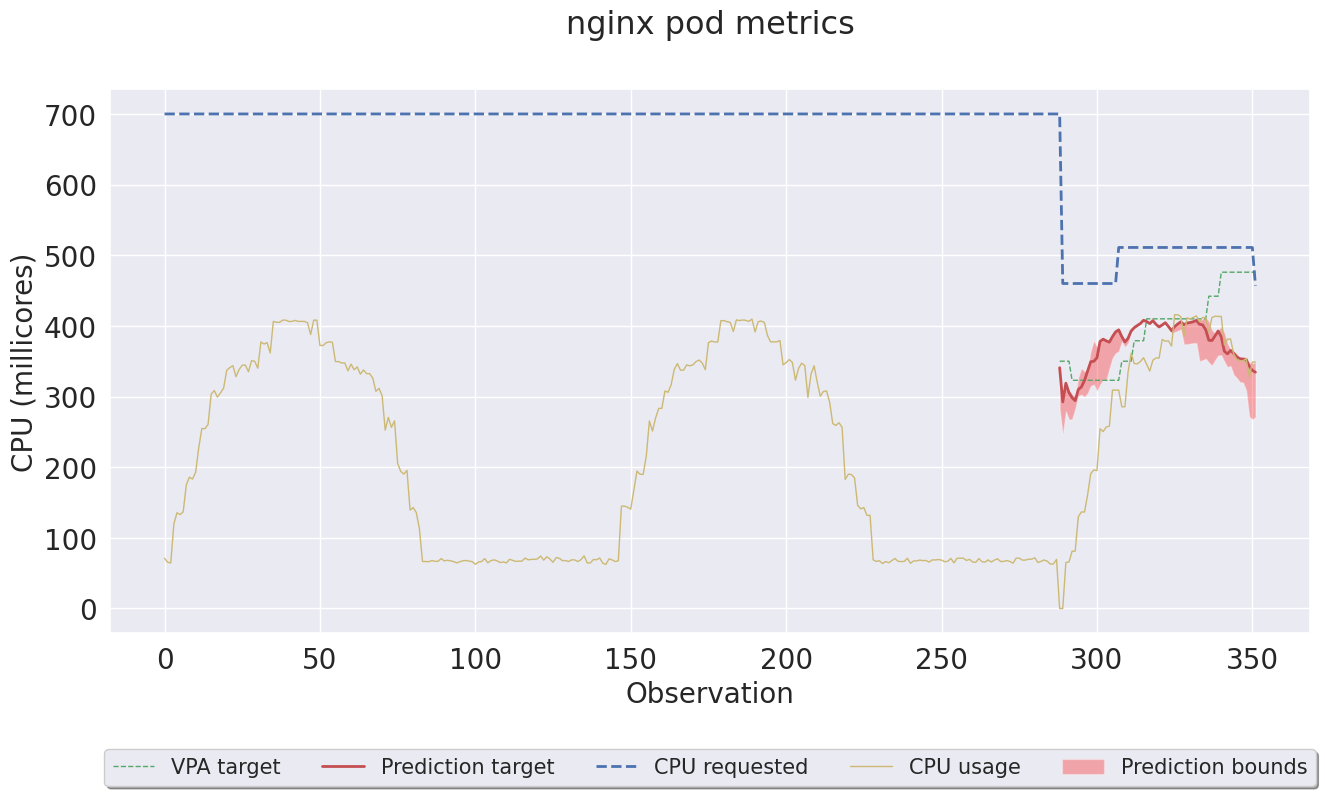 nginx pod metrics
CPU (millicores)
700
600
500
400
300
200
100
0
0 50 100 150 200 250 300 350
Observation
VPA target Prediction target CPU requested CPU usage Prediction bounds